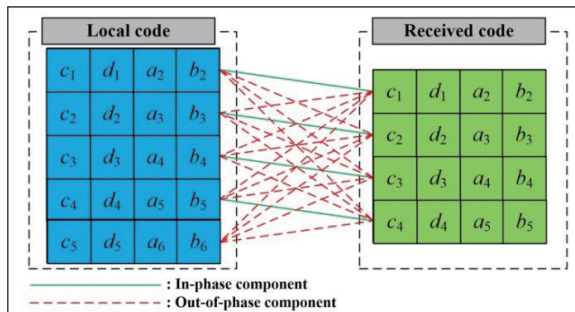 Local code
Received code
c₁ d₁ a₂ b₂
c₂ d₂ a₃ b₃
c₃ d₃ a₄ b₄
c₄ d₄ a₅ b₅
c₅ d₅ a₆ b₆
c₁ d₁ a₂ b₂
c₂ d₂ a₃ b₃
c₃ d₃ a₄ b₄
c₄ d₄ a₅ b₅
: In-phase component
: Out-of-phase component